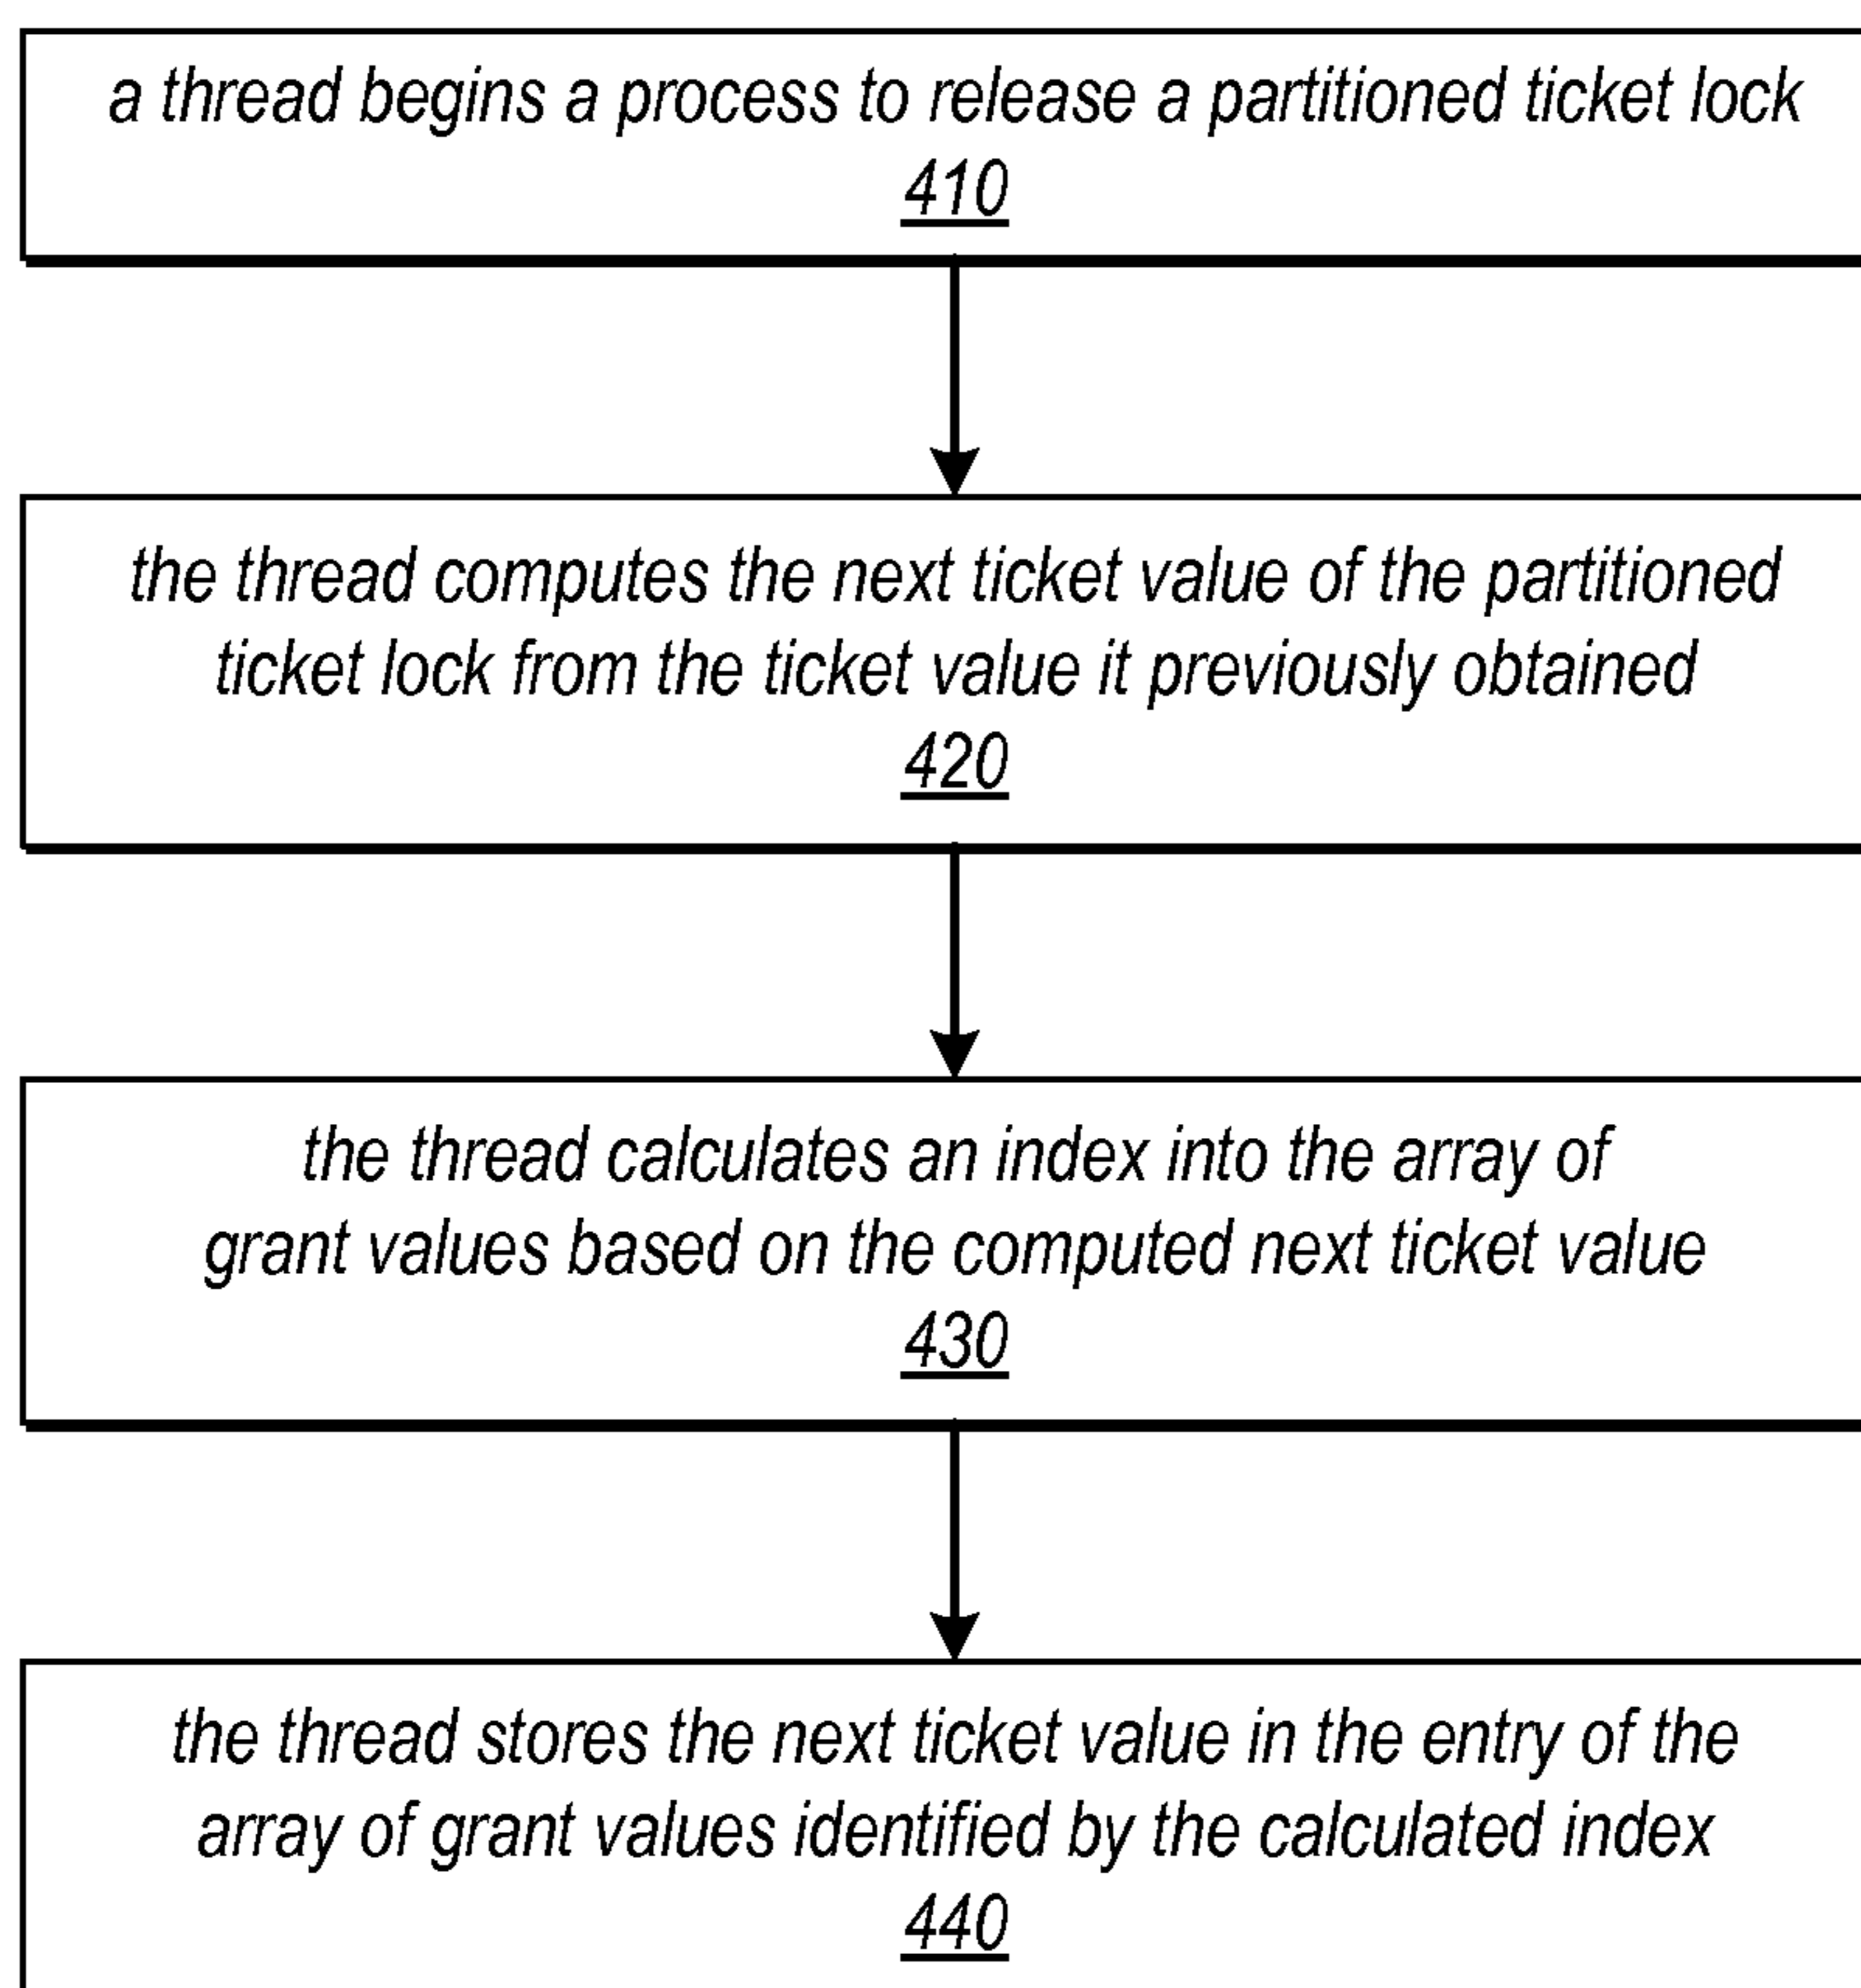 a thread begins a process to release a partitioned ticket lock
410
the thread computes the next ticket value of the partitioned
ticket lock from the ticket value it previously obtained
420
the thread calculates an index into the array of
grant values based on the computed next ticket value
430
the thread stores the next ticket value in the entry of the
array of grant values identified by the calculated index
440